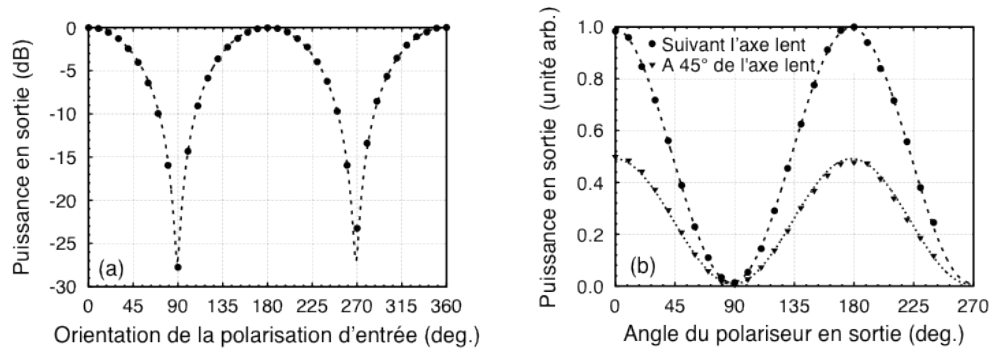 Puissance en sortie (dB)
0
-5
-10
-15
-20
-25
-30
(a)
0 45 90 135 180 225 270 315 360
Orientation de la polarisation d'entrée (deg.)
Puissance en sortie (unité arb.)
1.0
0.8
0.6
0.4
0.2
0.0
Suivant l'axe lent
A 45° de l'axe lent
(b)
0 45 90 135 180 225 270
Angle du polariseur en sortie (deg.)